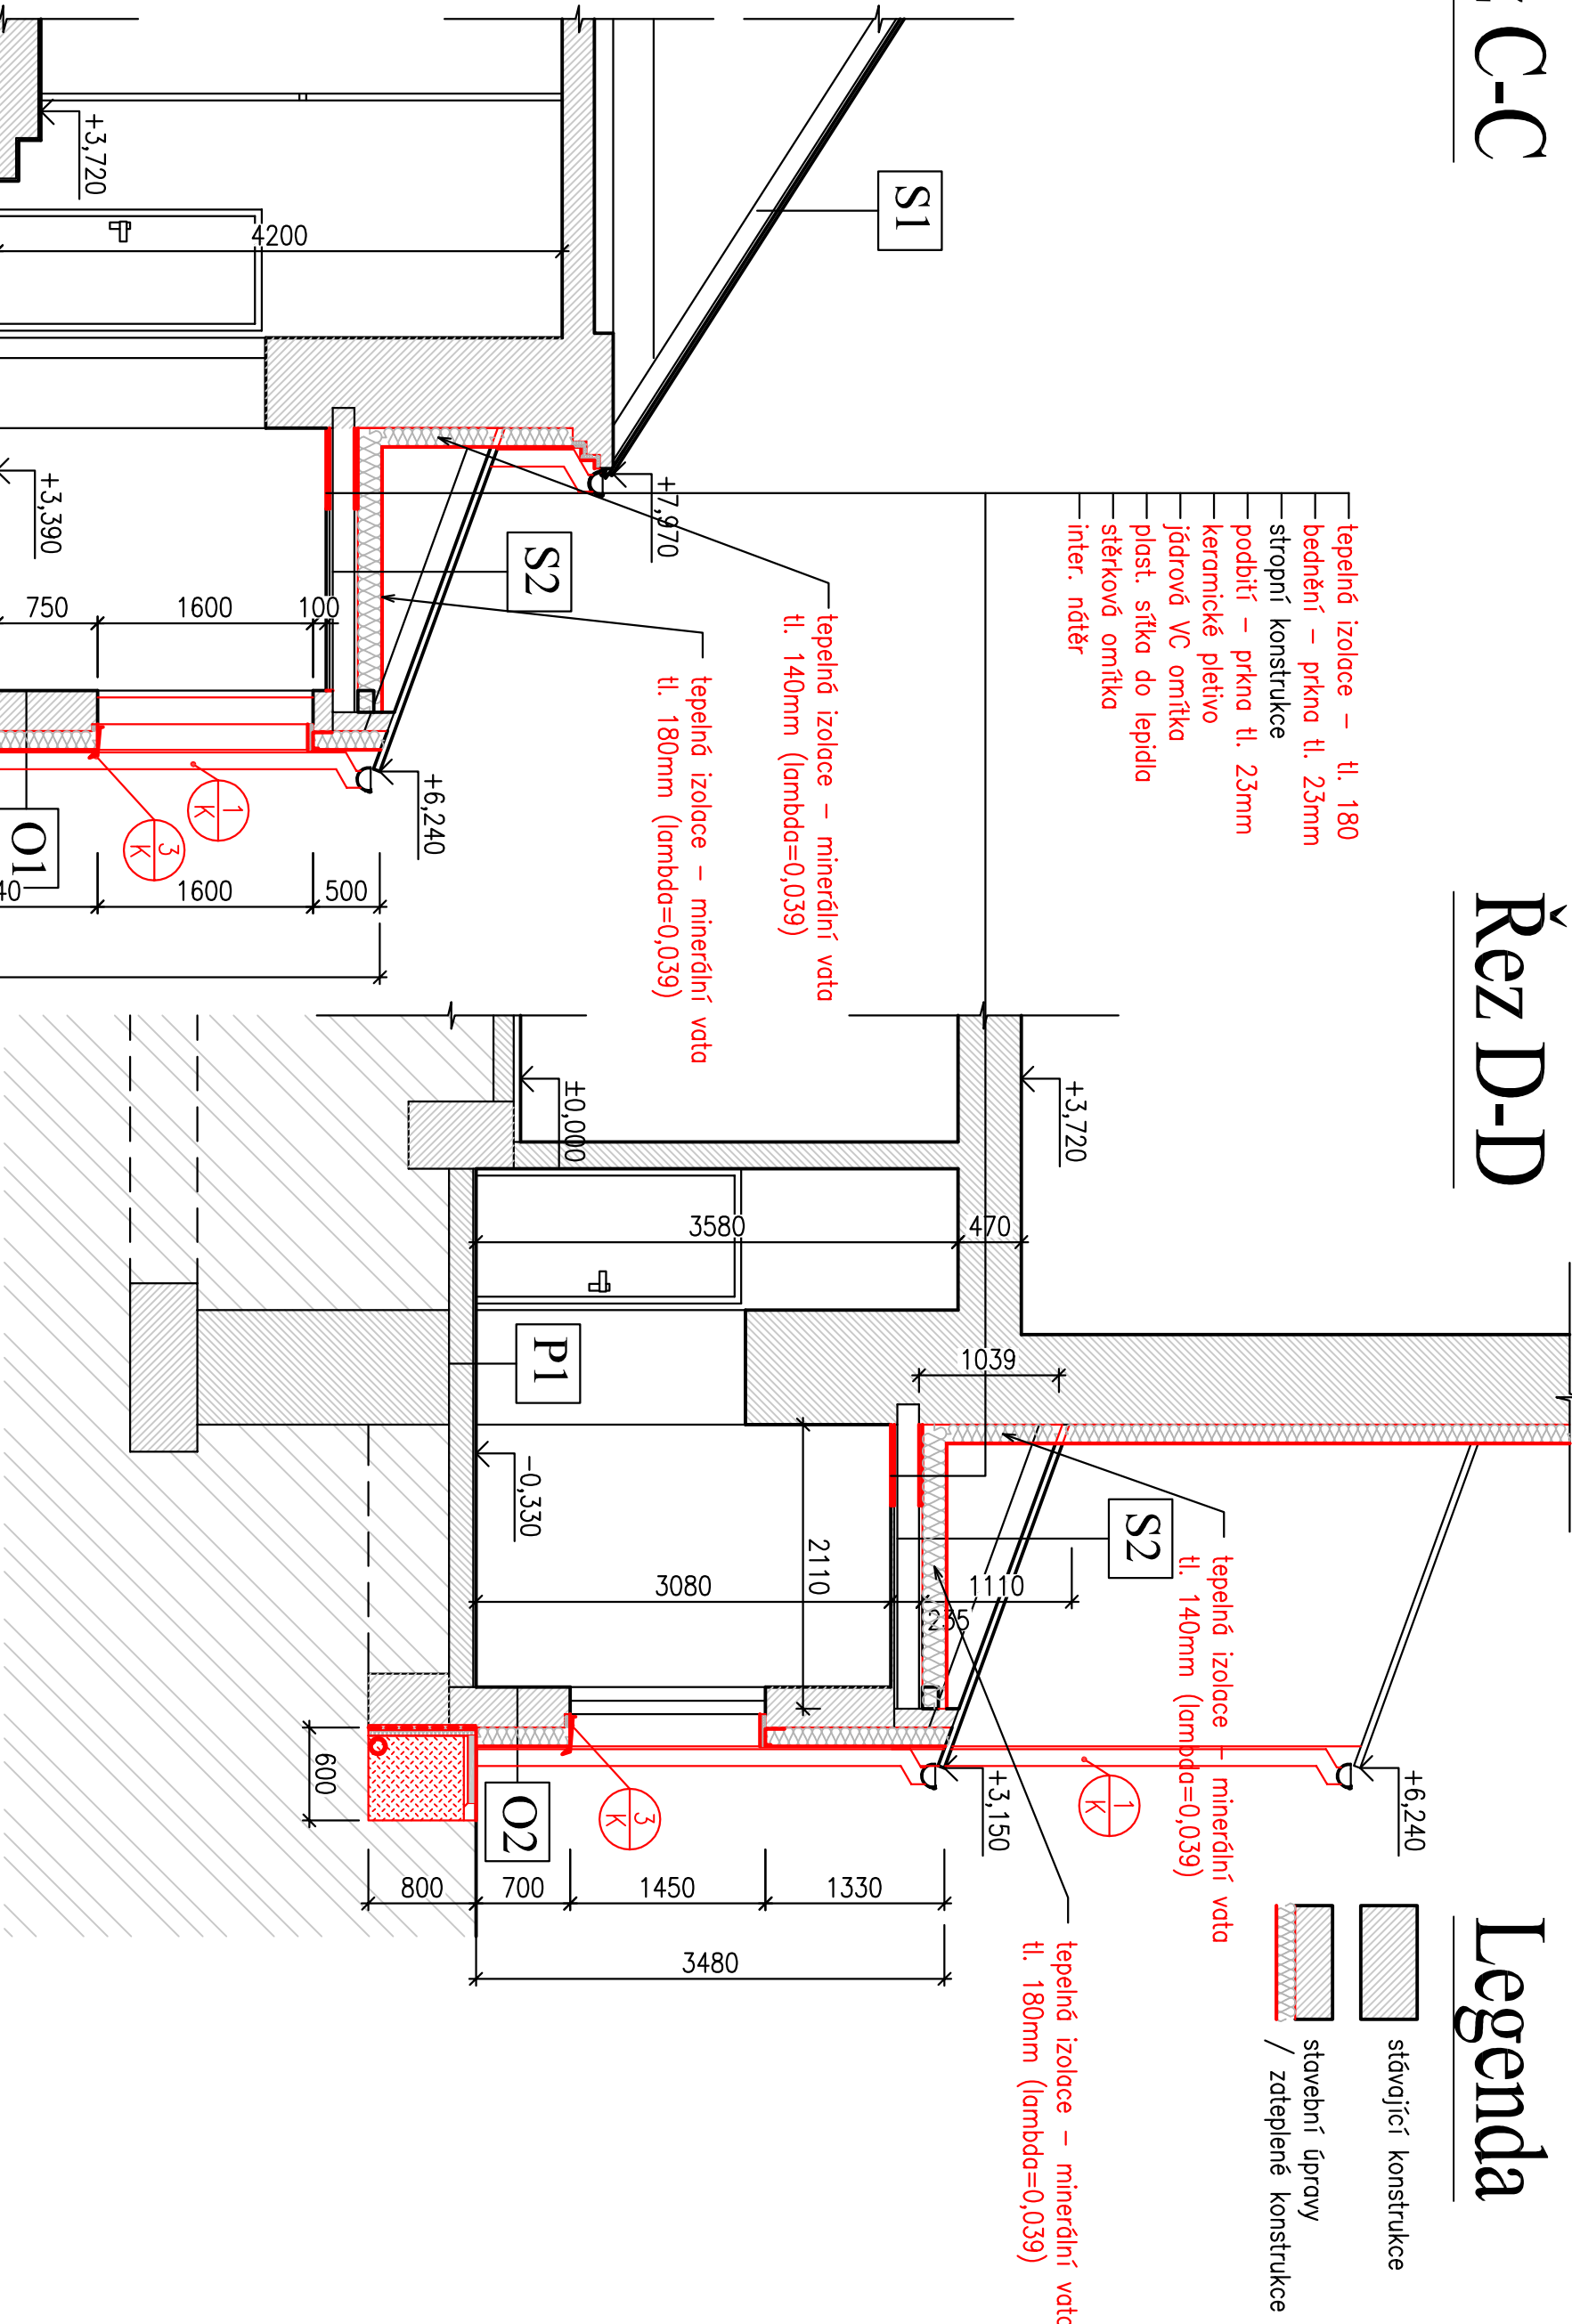 C-C
Řez D-D
Legenda
stávající konstrukce
stavební úpravy
/ zateplené konstrukce
tepelná izolace – tl. 180
bednění – prkna tl. 23mm
stropní konstrukce
podbití – prkna tl. 23mm
keramické pletivo
jádrová VC omítka
plast. síťka do lepidla
stěrková omítka
inter. nátěr
S1
+7,970
tepelná izolace – minerální vata
tl. 140mm (lambda=0,039)
tepelná izolace – minerální vata
tl. 180mm (lambda=0,039)
S2
+3,720
4200
+3,390
750
1600
100
+6,240
1
K
3
K
O1
40
1600
500
+3,720
±0,000
3580
470
P1
1039
-0,330
S2
2110
3080
1110
235
tepelná izolace – minerální vata
tl. 140mm (lambda=0,039)
tepelná izolace – minerální vata
tl. 180mm (lambda=0,039)
+6,240
+3,150
1
K
3
K
O2
600
800
700
1450
1330
3480